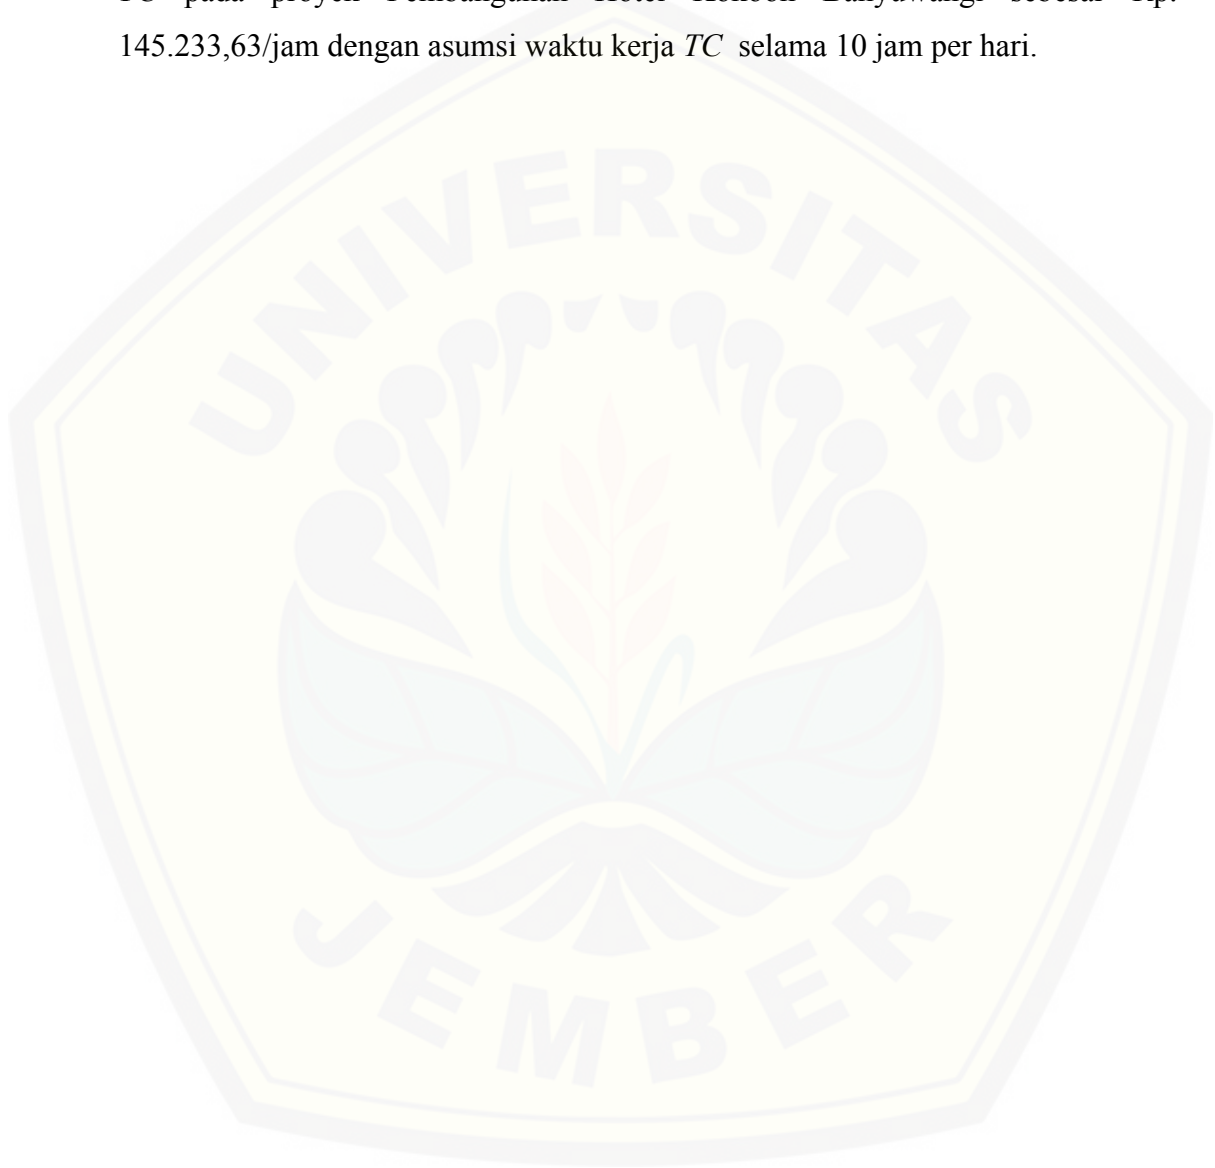 TC pada proyek Pembangunan Hotel Banyuwangi sebesar Rp.
145.233,63/jam dengan asumsi waktu kerja TC selama 10 jam per hari.
UNIVERSITAS
JEMBER